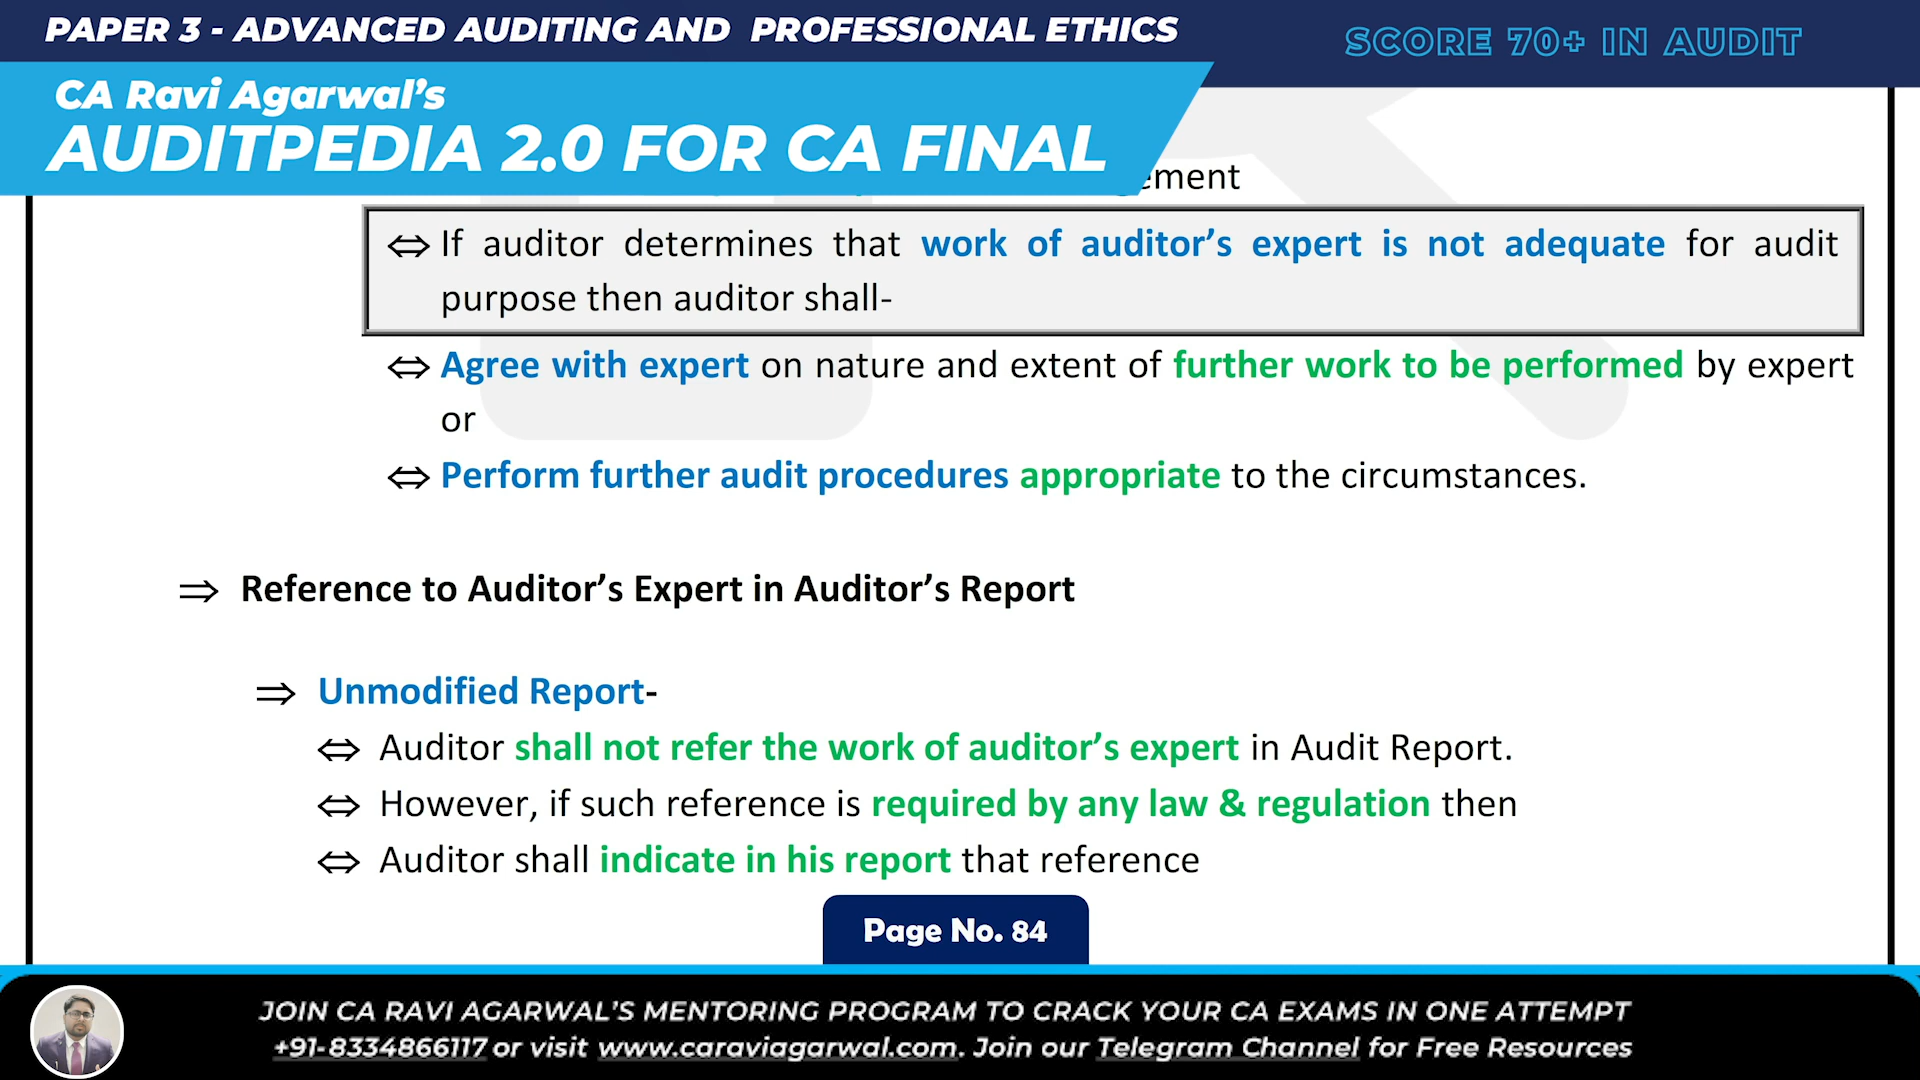 PAPER 3 - ADVANCED AUDITING AND PROFESSIONAL ETHICS
SCORE 70+ IN AUDIT
CA Ravi Agarwal's
AUDITPEDIA 2.0 FOR CA FINAL
⇔ If auditor determines that work of auditor’s expert is not adequate for audit
purpose then auditor shall-
⇔ Agree with expert on nature and extent of further work to be performed by expert
or
⇔ Perform further audit procedures appropriate to the circumstances.
⇒ Reference to Auditor’s Expert in Auditor’s Report
⇒ Unmodified Report-
⇔ Auditor shall not refer the work of auditor’s expert in Audit Report.
⇔ However, if such reference is required by any law & regulation then
⇔ Auditor shall indicate in his report that reference
Page No. 84
JOIN CA RAVI AGARWAL'S MENTORING PROGRAM TO CRACK YOUR CA EXAMS IN ONE ATTEMPT
+91-8334866117 or visit www.caraviagarwal.com. Join our Telegram Channel for Free Resources